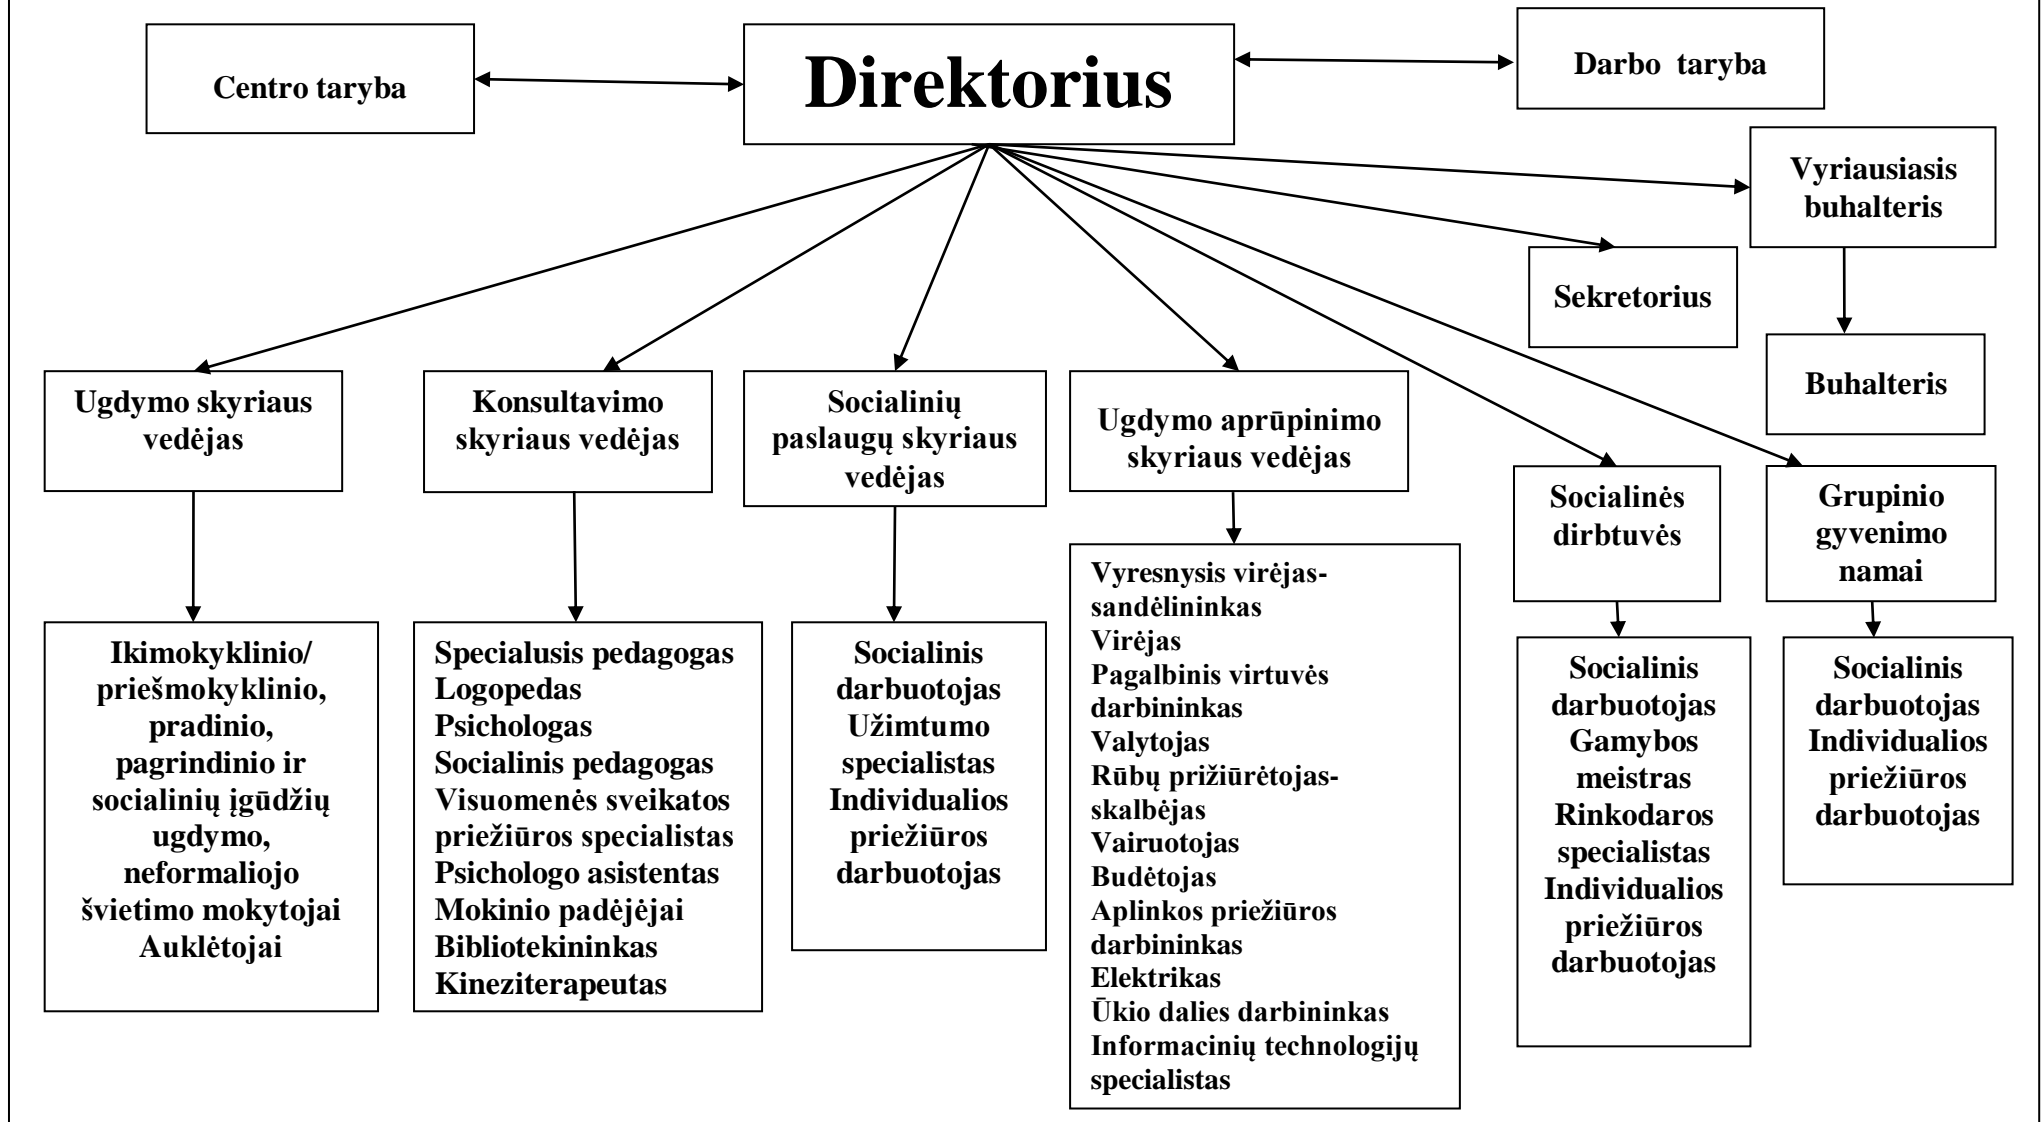 Centro taryba
Direktorius
Darbo  taryba
Vyriausiasis
buhalteris
Sekretorius
Buhalteris
Ugdymo skyriaus
vedėjas
Konsultavimo
skyriaus vedėjas
Socialinių
paslaugų skyriaus
vedėjas
Ugdymo aprūpinimo
skyriaus vedėjas
Socialinės
dirbtuvės
Grupinio
gyvenimo
namai
Ikimokyklinio/
priešmokyklinio,
pradinio,
pagrindinio ir
socialinių įgūdžių
ugdymo,
neformaliojo
švietimo mokytojai
Auklėtojai
Specialusis pedagogas
Logopedas
Psichologas
Socialinis pedagogas
Visuomenės sveikatos
priežiūros specialistas
Psichologo asistentas
Mokinio padėjėjai
Bibliotekininkas
Kineziterapeutas
Socialinis
darbuotojas
Užimtumo
specialistas
Individualios
priežiūros
darbuotojas
Vyresnysis virėjas-
sandėlininkas
Virėjas
Pagalbinis virtuvės
darbininkas
Valytojas
Rūbų prižiūrėtojas-
skalbėjas
Vairuotojas
Budėtojas
Aplinkos priežiūros
darbininkas
Elektrikas
Ūkio dalies darbininkas
Informacinių technologijų
specialistas
Socialinis
darbuotojas
Gamybos
meistras
Rinkodaros
specialistas
Individualios
priežiūros
darbuotojas
Socialinis
darbuotojas
Individualios
priežiūros
darbuotojas